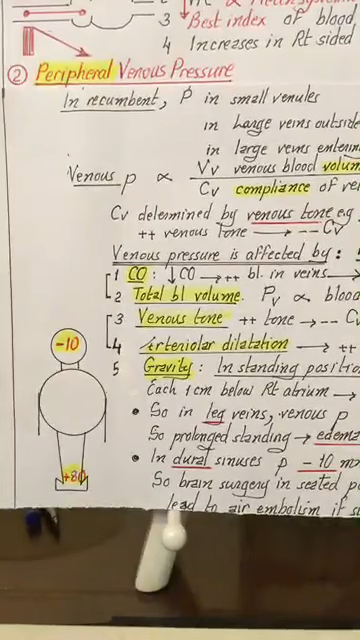 3 Best index of blood
4 Increases in Rt sided
② Peripheral Venous Pressure
In recumbent, P in small venules
in Large veins outside
in large veins enterin
Venous p ∝ Vv venous blood volum
Cv compliance of ve
Cv determined by venous tone eg
++ venous tone → -- Cv
Venous pressure is affected by:
1 CO : ↓CO → ++ bl. in veins →
2 Total bl volume. Pv ∝ bloo
3 Venous tone ++ tone → -- C
4 Arteriolar dilatation → ++
5 Gravity : In standing position
Each 1cm below Rt atrium →
• So in leg veins, venous p
So prolonged standing → edema
• In dural sinuses p -10 m
So brain surgery in seated p
lead to air embolism if s
-10
+80